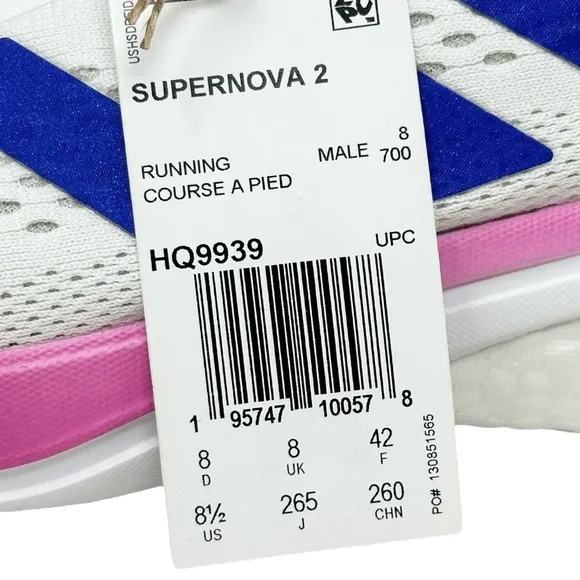 SUPERNOVA 2
RUNNING MALE 8
COURSE A PIED 700
HQ9939 UPC
1 95747 10057 8
8 8 42
D UK F
8½ 265 260
US J CHN
PO# 130851565